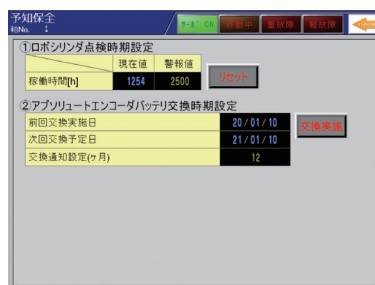 予知保全
No. 1
サーボ ON
重故障
軽故障
①ロボシリンダ点検時期設定
現在値 警報値
稼働時間[h] 1254 2500 リセット
②アブソリュートエンコーダバッテリ交換時期設定
前回交換実施日 20/01/10 交換実施
次回交換予定日 21/01/10
交換通知設定(ヶ月) 12